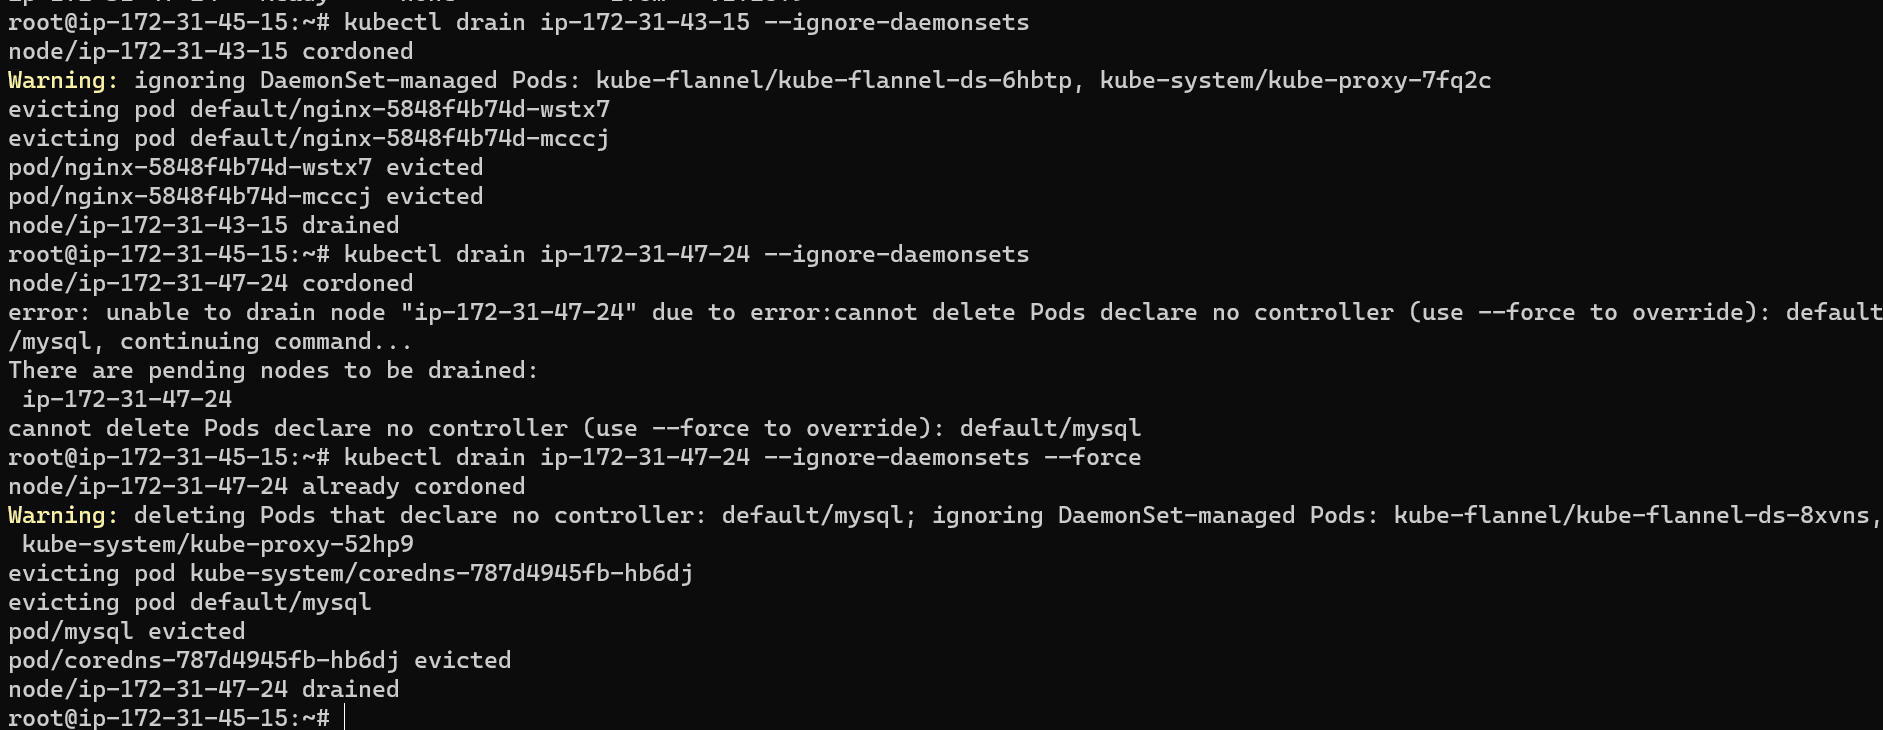 root@ip-172-31-45-15:~# kubectl drain ip-172-31-43-15 --ignore-daemonsets
node/ip-172-31-43-15 cordoned
Warning: ignoring DaemonSet-managed Pods: kube-flannel/kube-flannel-ds-6hbtp, kube-system/kube-proxy-7fq2c
evicting pod default/nginx-5848f4b74d-wstx7
evicting pod default/nginx-5848f4b74d-mcccj
pod/nginx-5848f4b74d-wstx7 evicted
pod/nginx-5848f4b74d-mcccj evicted
node/ip-172-31-43-15 drained
root@ip-172-31-45-15:~# kubectl drain ip-172-31-47-24 --ignore-daemonsets
node/ip-172-31-47-24 cordoned
error: unable to drain node "ip-172-31-47-24" due to error:cannot delete Pods declare no controller (use --force to override): default
/mysql, continuing command...
There are pending nodes to be drained:
 ip-172-31-47-24
cannot delete Pods declare no controller (use --force to override): default/mysql
root@ip-172-31-45-15:~# kubectl drain ip-172-31-47-24 --ignore-daemonsets --force
node/ip-172-31-47-24 already cordoned
Warning: deleting Pods that declare no controller: default/mysql; ignoring DaemonSet-managed Pods: kube-flannel/kube-flannel-ds-8xvns,
 kube-system/kube-proxy-52hp9
evicting pod kube-system/coredns-787d4945fb-hb6dj
evicting pod default/mysql
pod/mysql evicted
pod/coredns-787d4945fb-hb6dj evicted
node/ip-172-31-47-24 drained
root@ip-172-31-45-15:~#